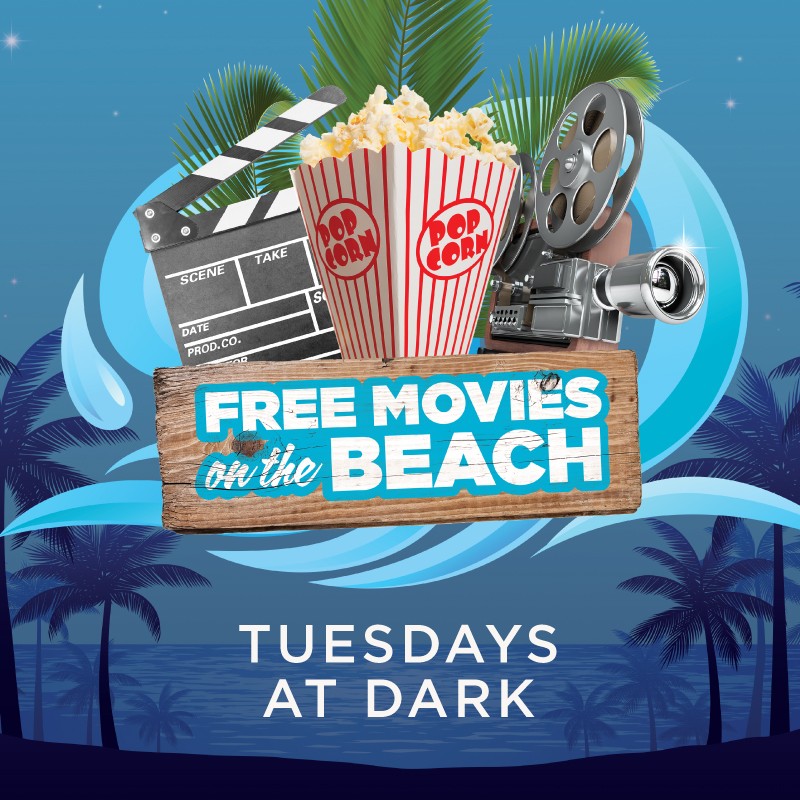 SCENE TAKE
DATE
PROD.CO.
POP CORN
POP CORN
FREE MOVIES
on the BEACH
TUESDAYS
AT DARK